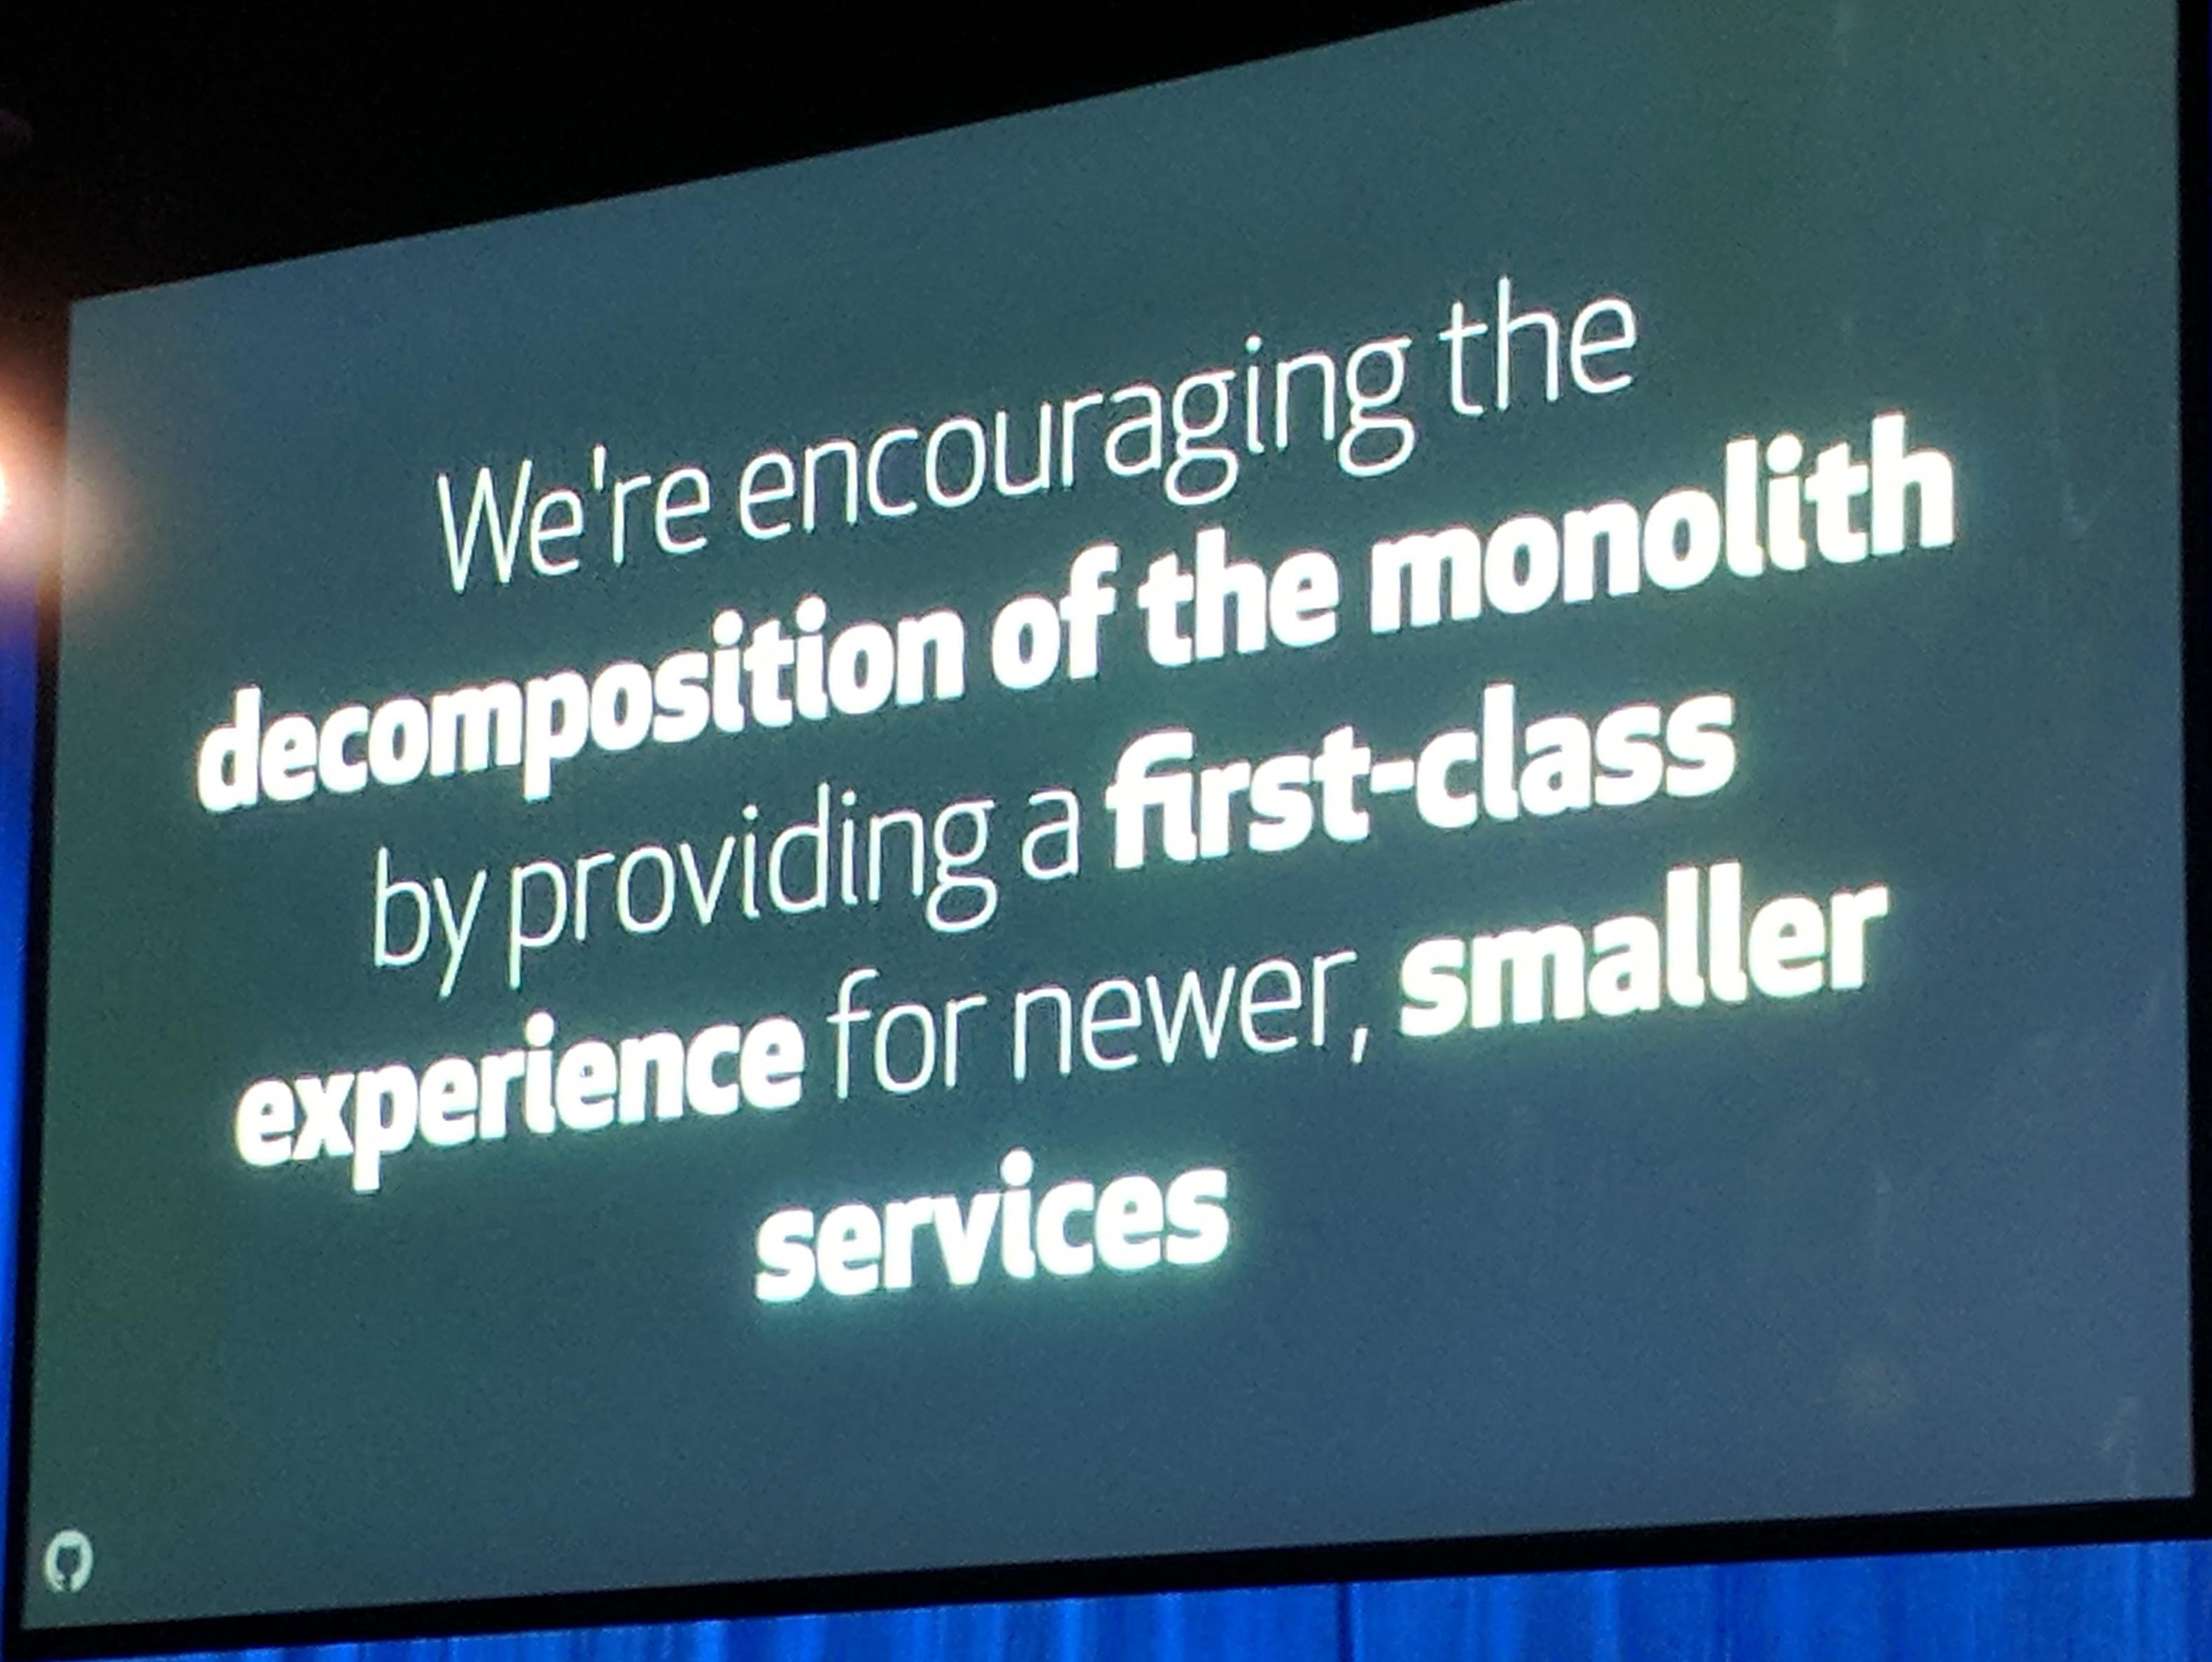 We're encouraging the
decomposition of the monolith
by providing a first-class
experience for newer, smaller
services